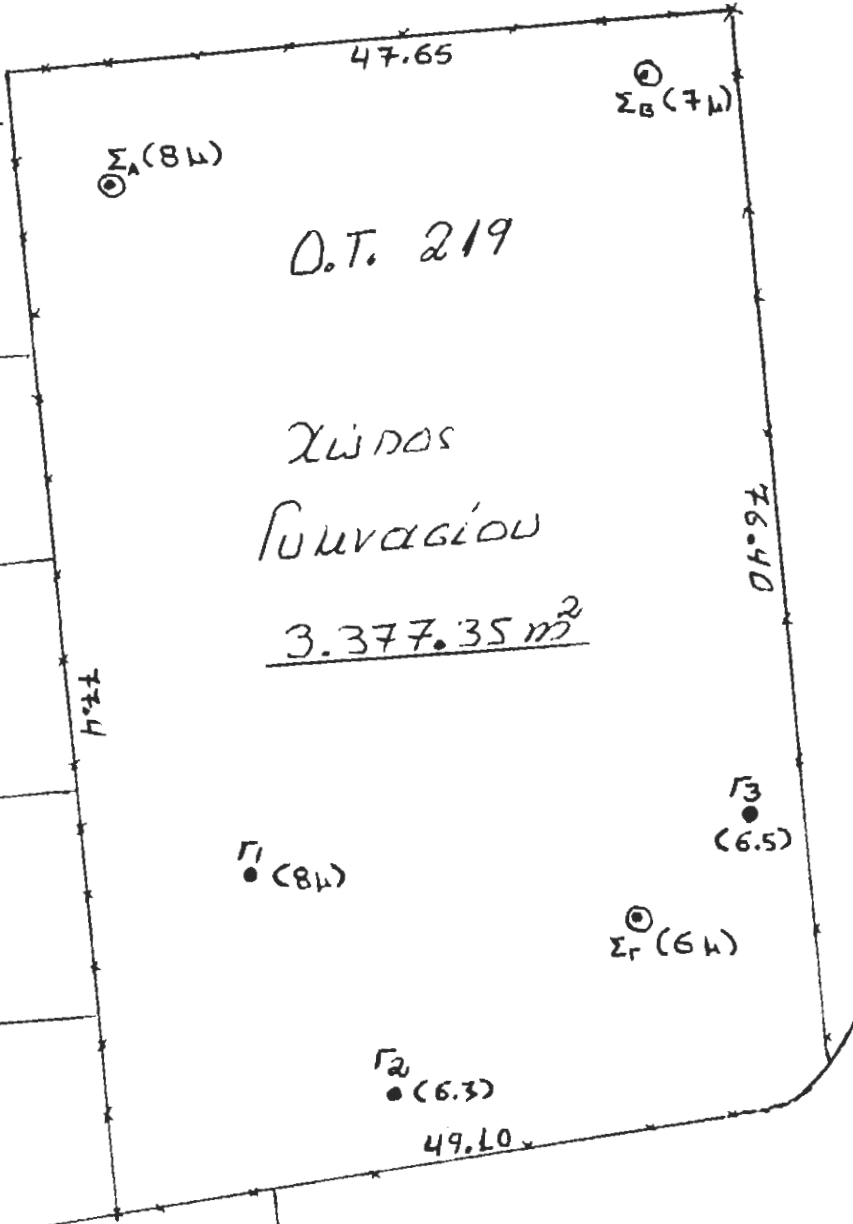 47.65
Σ_B (7μ)
Σ_A (8μ)
Ο.Τ. 219
Χώρος
Γυμνασίου
3.377.35 m²
76.40
77.4
Γ3
(6.5)
Γ1 (8μ)
Σ_Γ (6μ)
Γ2
(6.3)
49.10